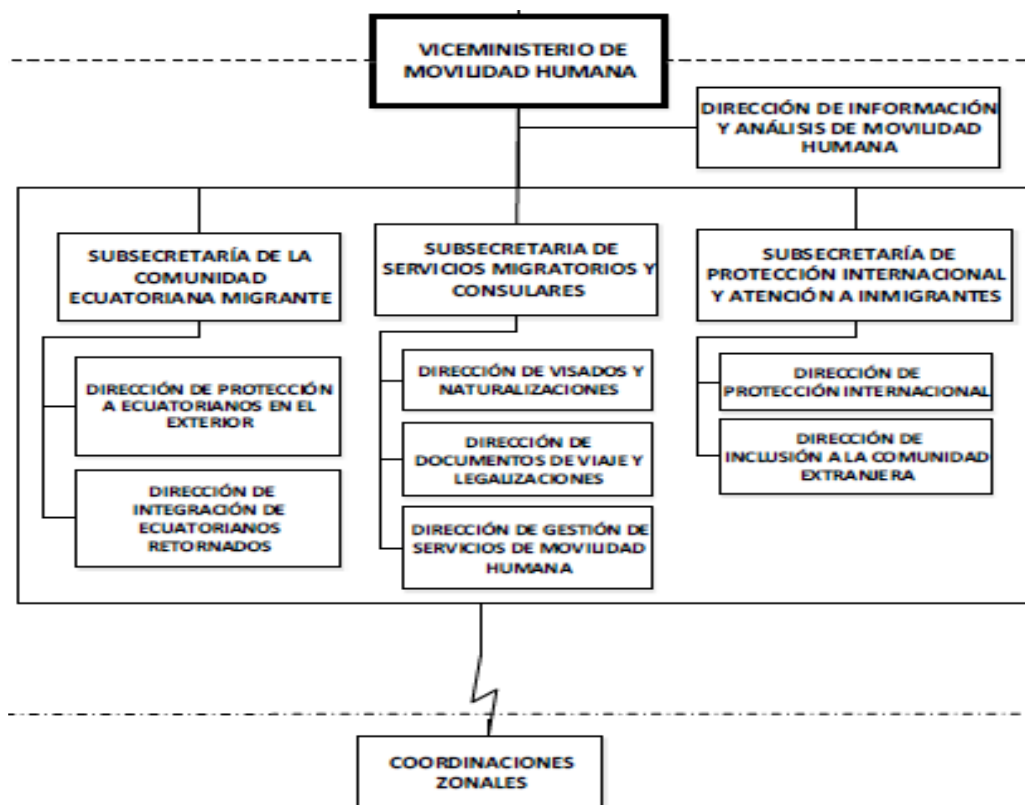 VICEMINISTERIO DE
MOVILIDAD HUMANA
DIRECCIÓN DE INFORMACIÓN
Y ANÁLISIS DE MOVILIDAD
HUMANA
SUBSECRETARÍA DE LA
COMUNIDAD
ECUATORIANA MIGRANTE
DIRECCIÓN DE PROTECCIÓN
A ECUATORIANOS EN EL
EXTERIOR
DIRECCIÓN DE
INTEGRACIÓN DE
ECUATORIANOS
RETORNADOS
SUBSECRETARIA DE
SERVICIOS MIGRATORIOS Y
CONSULARES
DIRECCIÓN DE VISADOS Y
NATURALIZACIONES
DIRECCIÓN DE
DOCUMENTOS DE VIAJE Y
LEGALIZACIONES
DIRECCIÓN DE GESTIÓN DE
SERVICIOS DE MOVILIDAD
HUMANA
SUBSECRETARÍA DE
PROTECCIÓN INTERNACIONAL
Y ATENCIÓN A INMIGRANTES
DIRECCIÓN DE
PROTECCIÓN INTERNACIONAL
DIRECCIÓN DE
INCLUSIÓN A LA COMUNIDAD
EXTRANJERA
COORDINACIONES
ZONALES